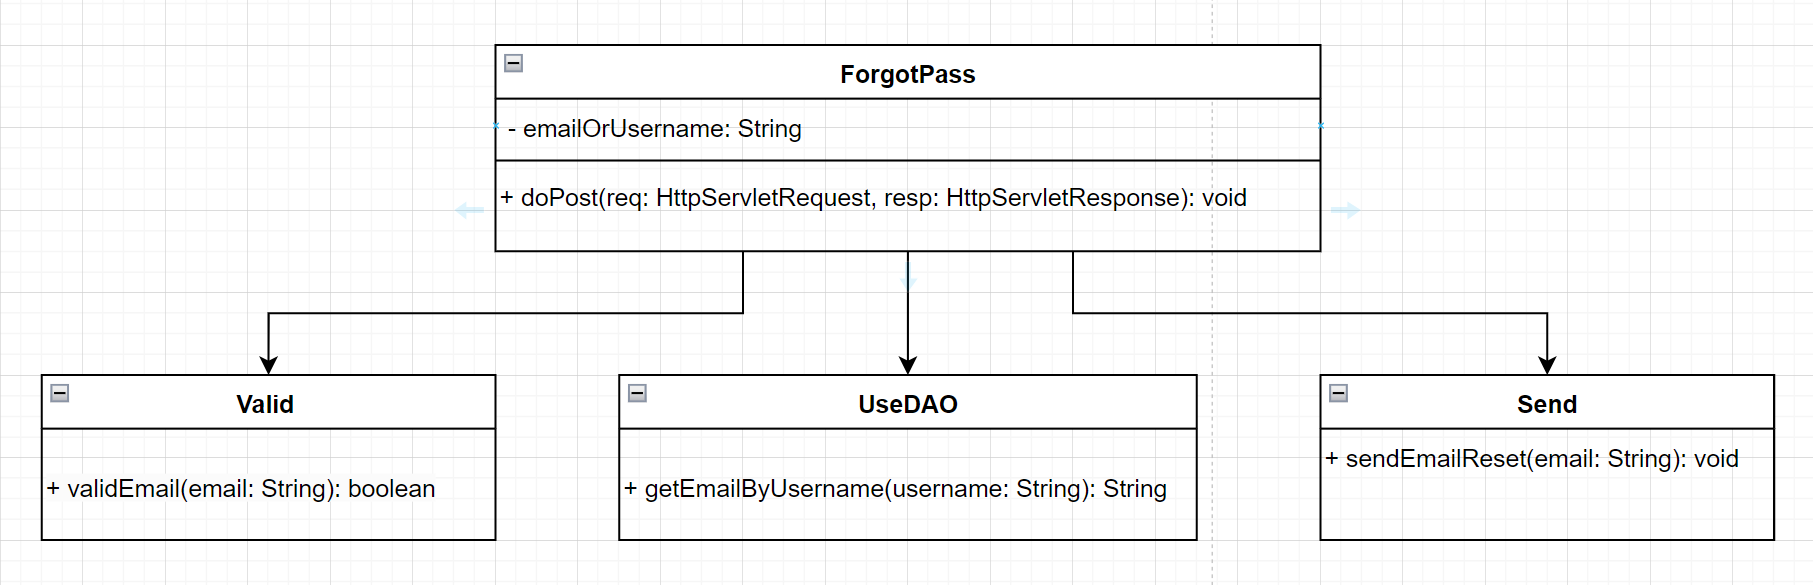 ForgotPass
- emailOrUsername: String
+ doPost(req: HttpServletRequest, resp: HttpServletResponse): void
Valid
+ validEmail(email: String): boolean
UseDAO
+ getEmailByUsername(username: String): String
Send
+ sendEmailReset(email: String): void